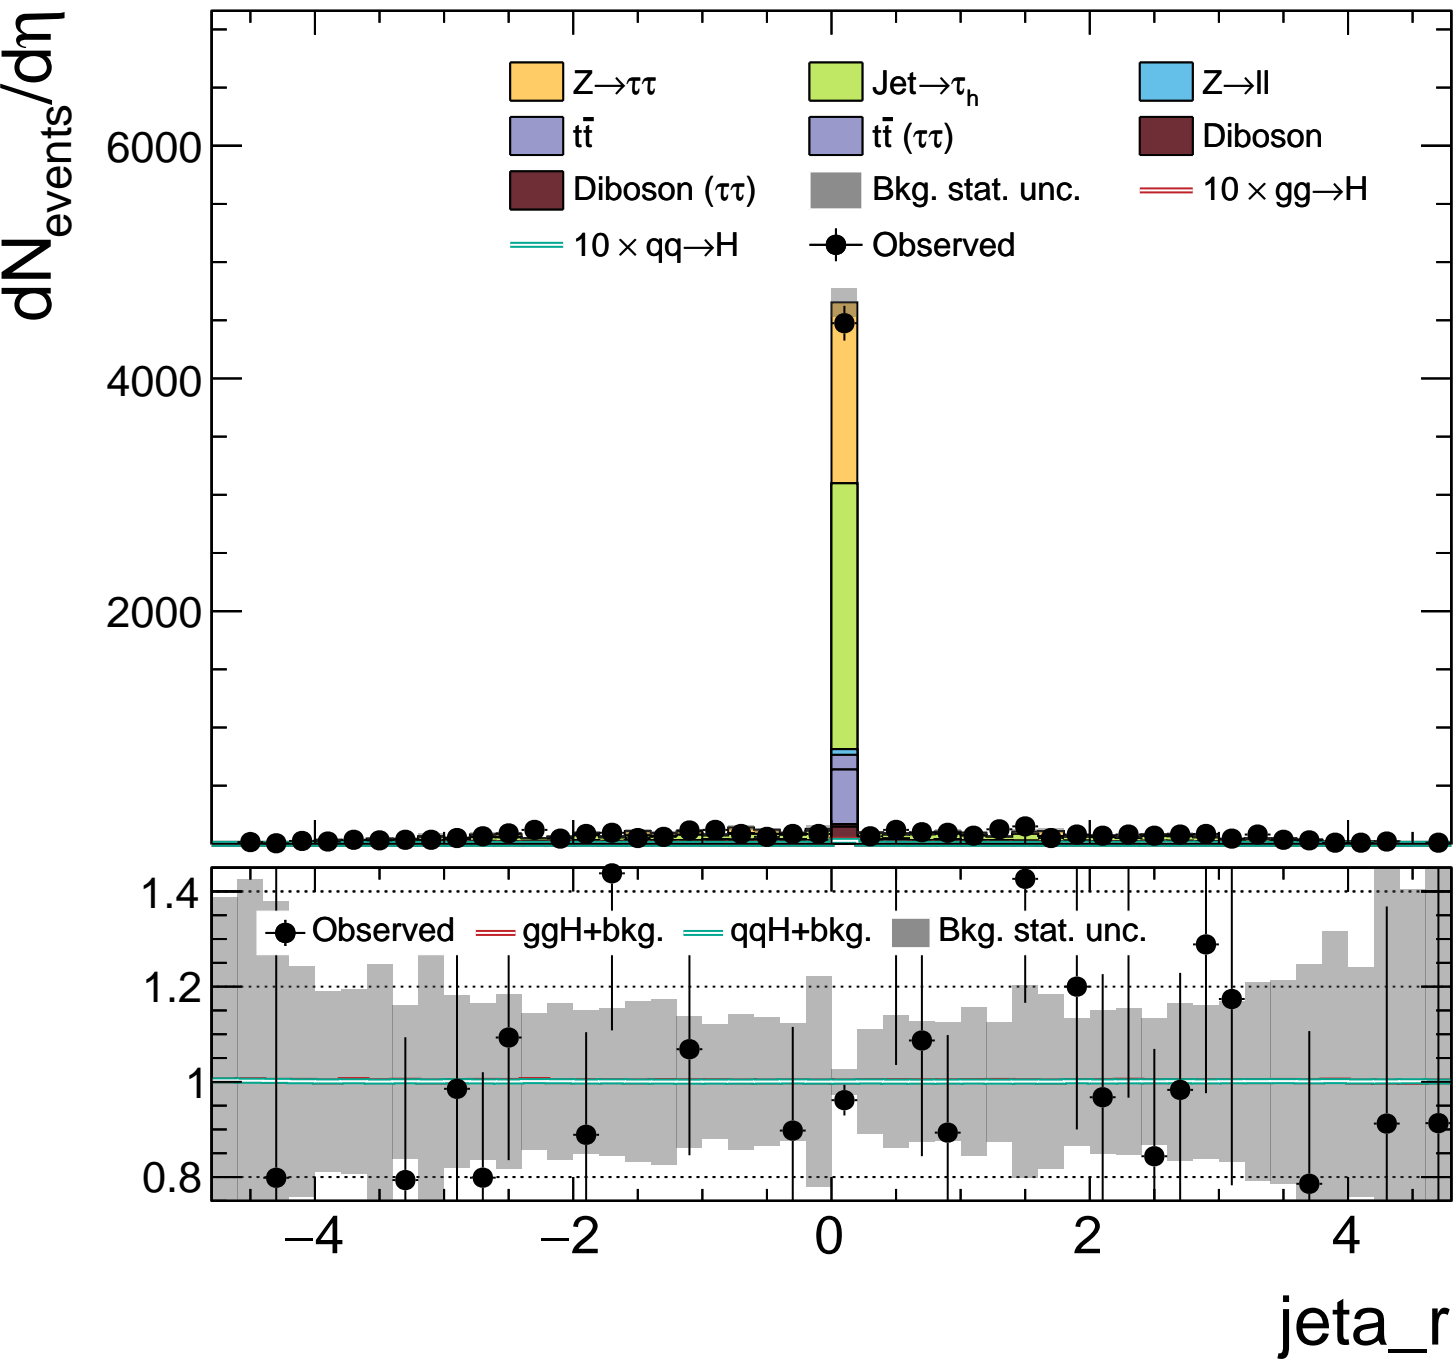 dN_events/dη
Z→ττ Jet→τ_h Z→ll
tt̄ tt̄ (ττ) Diboson
Diboson (ττ) Bkg. stat. unc. 10 × gg→H
10 × qq→H Observed
6000
4000
2000
1.4
Observed ggH+bkg. qqH+bkg. Bkg. stat. unc.
1.2
1
0.8
−4 −2 0 2 4
jeta_r